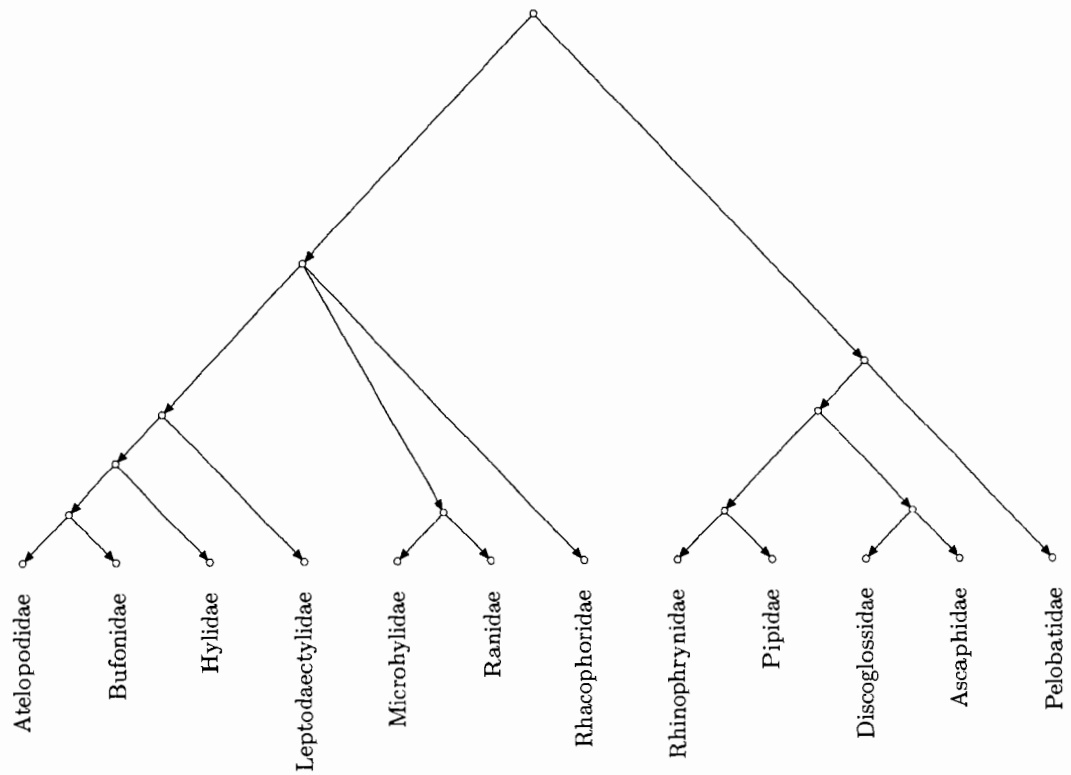 Atelopodidae
Bufonidae
Hylidae
Leptodaectylidae
Microhylidae
Ranidae
Rhacophoridae
Rhinophrynidae
Pipidae
Discoglossidae
Ascaphidae
Pelobatidae